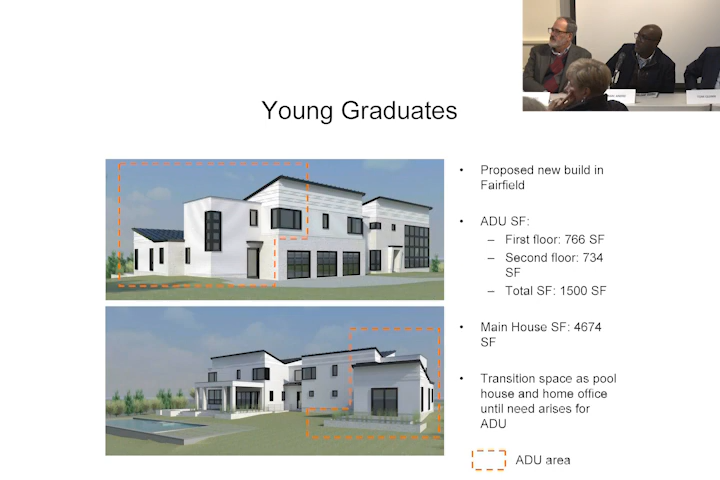 Young Graduates
• Proposed new build in
Fairfield
• ADU SF:
– First floor: 766 SF
– Second floor: 734
SF
– Total SF: 1500 SF
• Main House SF: 4674
SF
• Transition space as pool
house and home office
until need arises for
ADU
ADU area